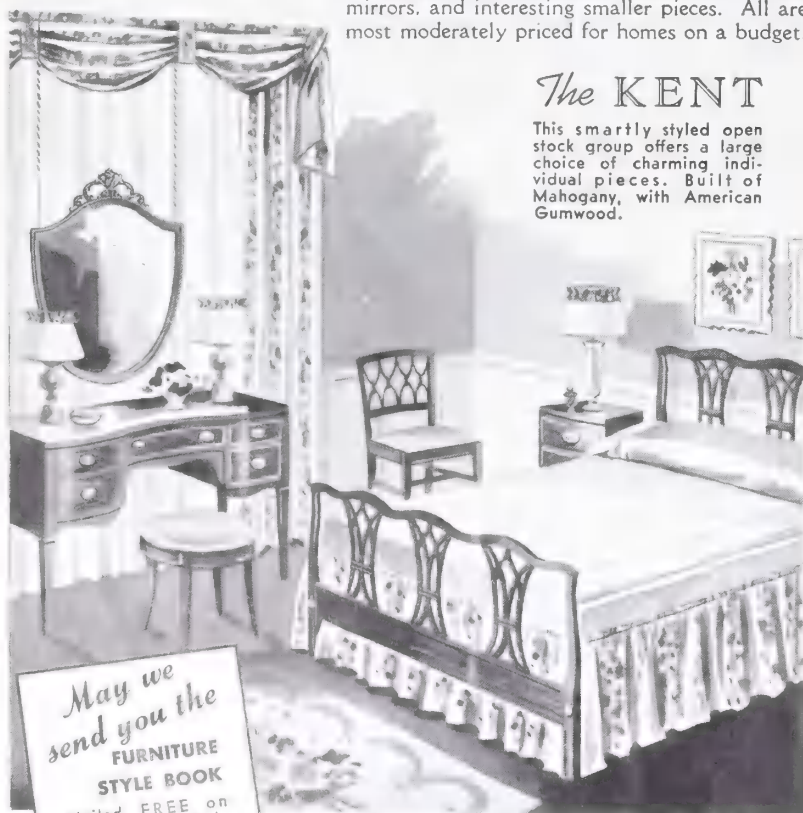 mirrors, and interesting smaller pieces. All are
most moderately priced for homes on a budget
The KENT
This smartly styled open
stock group offers a large
choice of charming indi-
vidual pieces. Built of
Mahogany, with American
Gumwood.
May we
send you the
FURNITURE
STYLE BOOK
FREE on